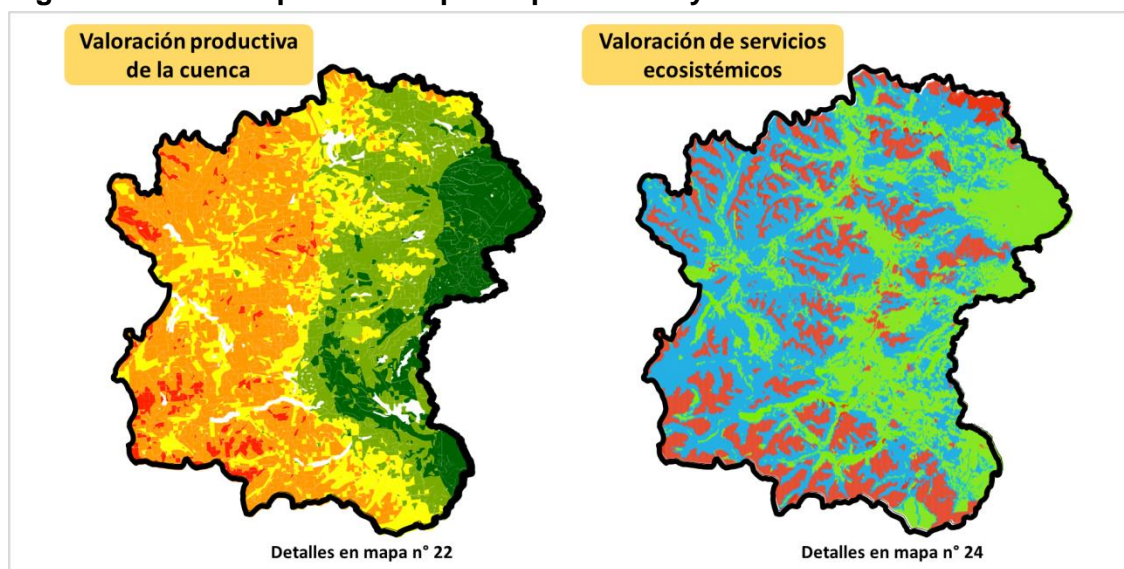 Valoración productiva
de la cuenca
Valoración de servicios
ecosistémicos
Detalles en mapa n° 22
Detalles en mapa n° 24